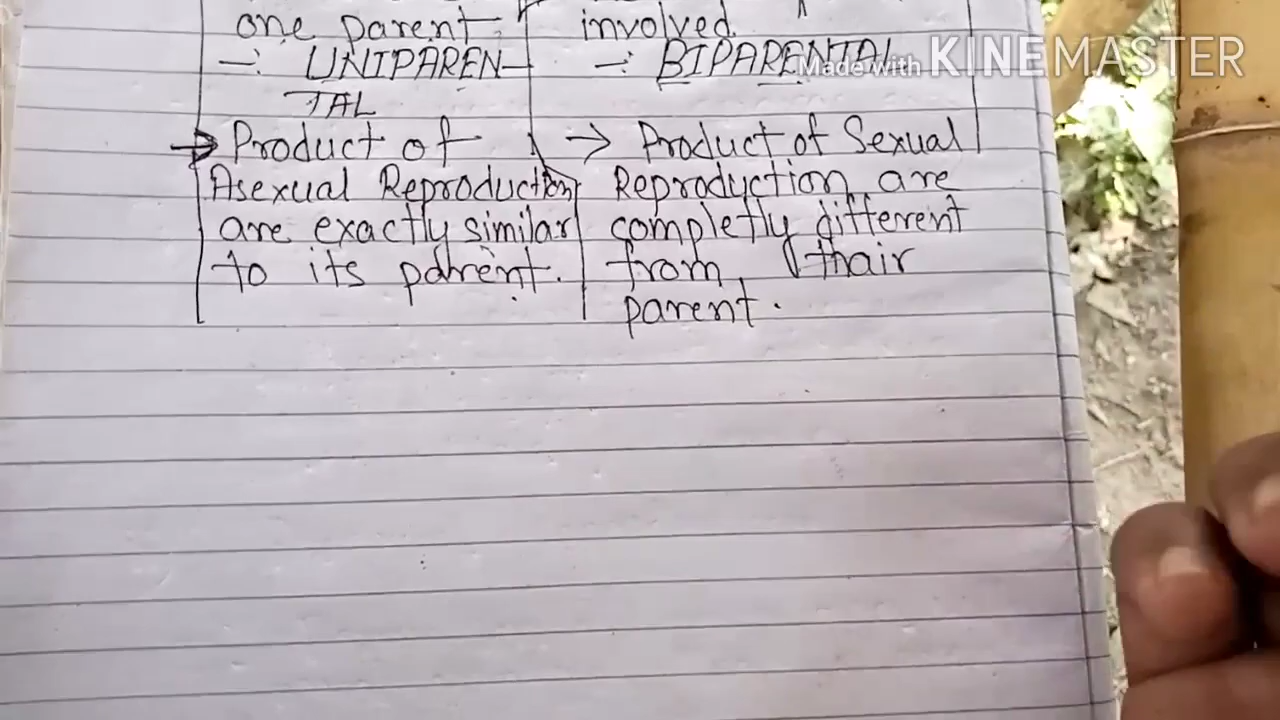 one parent
involved.
-: UNIPAREN-
TAL
-: BIPARENTAL
Made with KINEMASTER
→ Product of
Asexual Reproduction
are exactly similar
to its parent.
→ Product of Sexual
Reproduction are
completly different
from thair
parent.